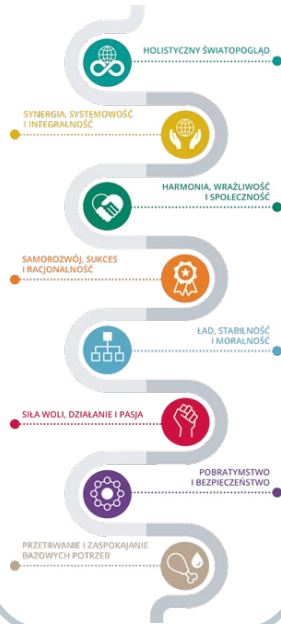 HOLISTYCZNY ŚWIATOPOGLĄD
SYNERGIA, SYSTEMOWOŚĆ
I INTEGRALNOŚĆ
HARMONIA, WRAŻLIWOŚĆ
I SPOŁECZNOŚĆ
SAMOROZWÓJ, SUKCES
I RACJONALNOŚĆ
ŁAD, STABILNOŚĆ
I MORALNOŚĆ
SIŁA WOLI, DZIAŁANIE I PASJA
POBRATYMSTWO
I BEZPIECZEŃSTWO
PRZETRWANIE I ZASPOKAJANIE
BAZOWYCH POTRZEB